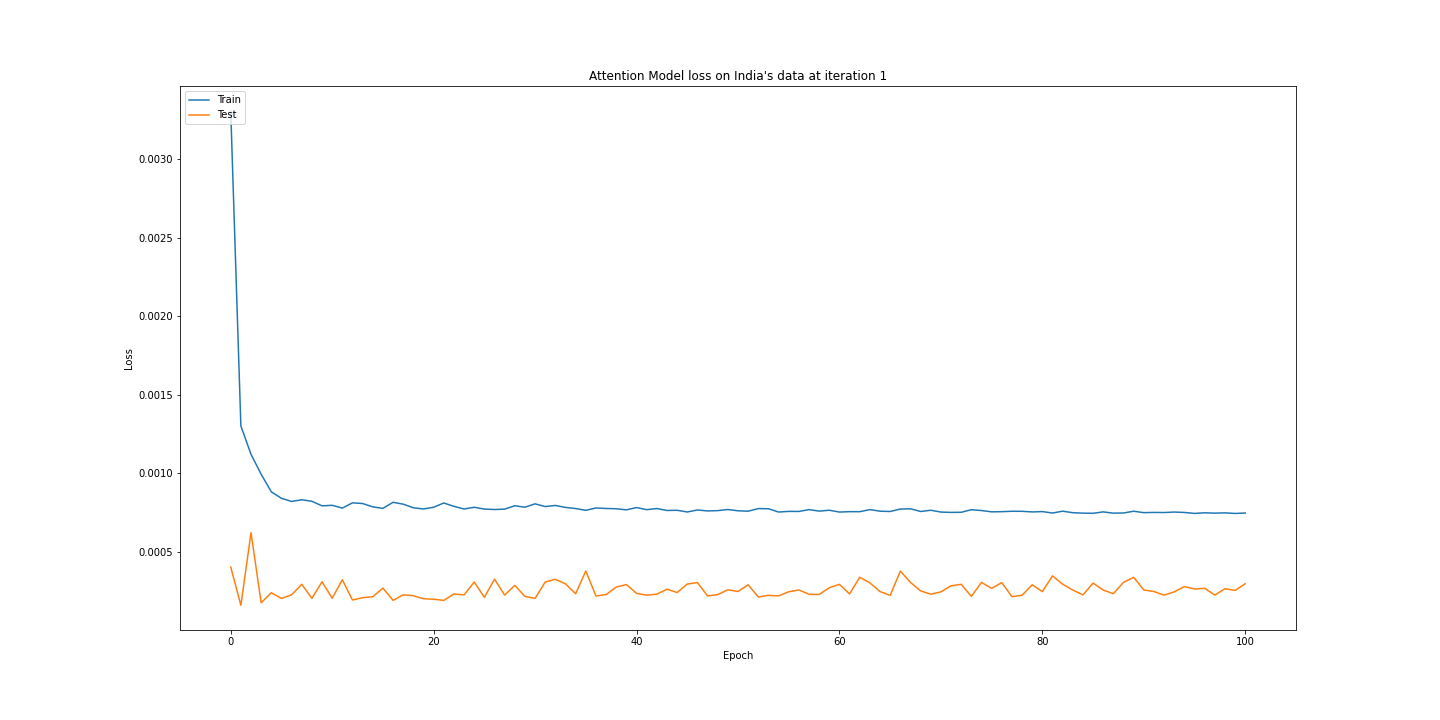 Attention Model loss on India's data at iteration 1
Train
Test
0.0030
0.0025
0.0020
0.0015
0.0010
0.0005
Loss
0 20 40 60 80 100
Epoch